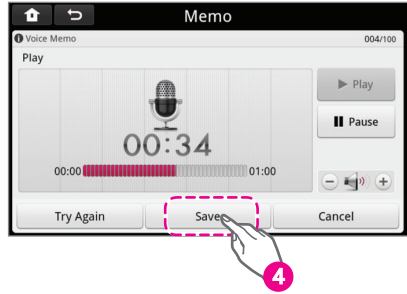 Memo
Voice Memo 004/100
Play
Play
Pause
00:34
00:00 01:00
Try Again Save Cancel
4